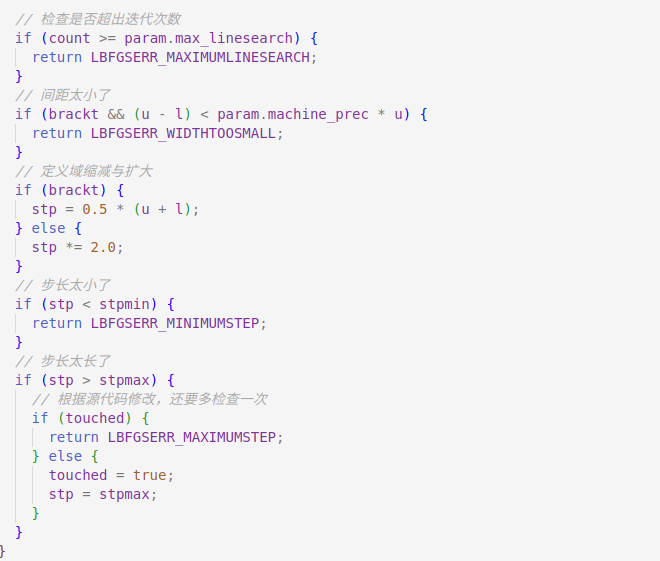 // 检查是否超出迭代次数
if (count >= param.max_linesearch) {
return LBFGSERR_MAXIMUMLINESEARCH;
}
// 间距太小了
if (brackt && (u - l) < param.machine_prec * u) {
return LBFGSERR_WIDTHTOOSMALL;
}
// 定义域缩减与扩大
if (brackt) {
stp = 0.5 * (u + l);
} else {
stp *= 2.0;
}
// 步长太小了
if (stp < stpmin) {
return LBFGSERR_MINIMUMSTEP;
}
// 步长太长了
if (stp > stpmax) {
// 根据源代码修改，还要多检查一次
if (touched) {
return LBFGSERR_MAXIMUMSTEP;
} else {
touched = true;
stp = stpmax;
}
}
}